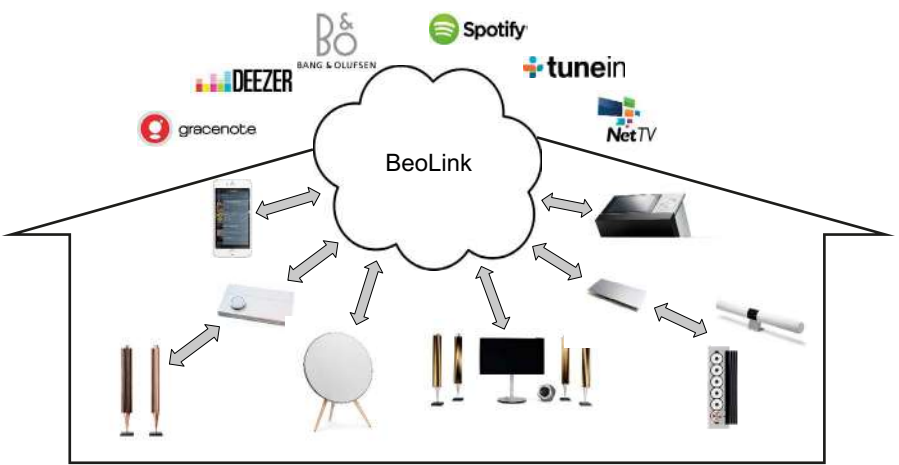 B&O
BANG & OLUFSEN
Spotify
DEEZER
tunein
gracenote
NetTV
BeoLink